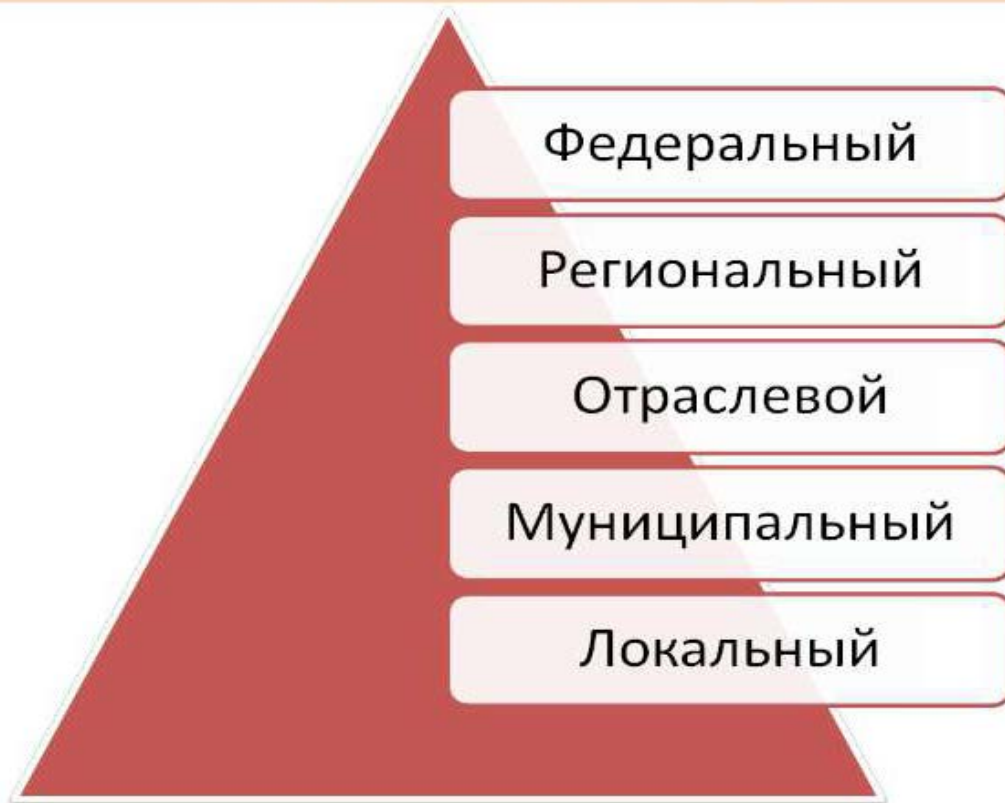 Федеральный
Региональный
Отраслевой
Муниципальный
Локальный